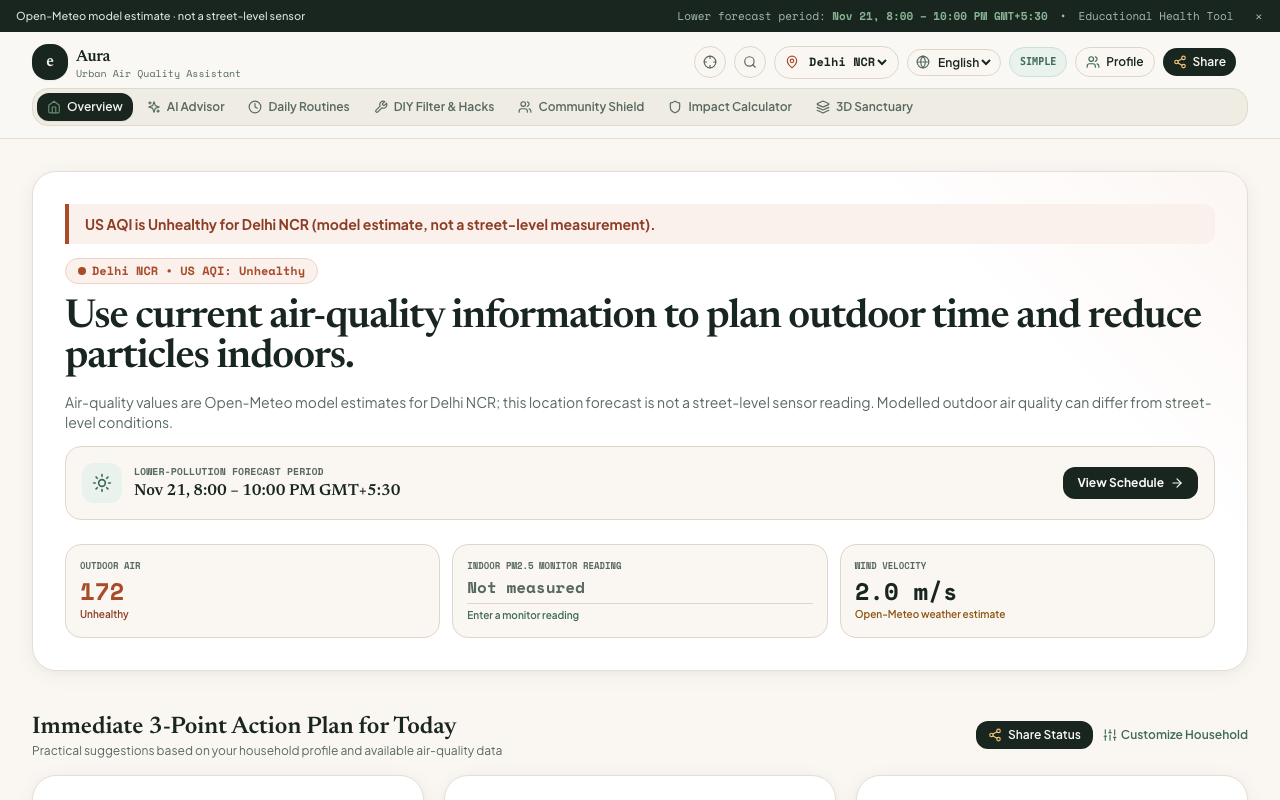 Open-Meteo model estimate · not a street-level sensor
Lower forecast period: Nov 21, 8:00 – 10:00 PM GMT+5:30 • Educational Health Tool ×
e
Aura
Urban Air Quality Assistant
Delhi NCR
English
SIMPLE
Profile
Share
Overview
AI Advisor
Daily Routines
DIY Filter & Hacks
Community Shield
Impact Calculator
3D Sanctuary
US AQI is Unhealthy for Delhi NCR (model estimate, not a street-level measurement).
Delhi NCR • US AQI: Unhealthy
Use current air-quality information to plan outdoor time and reduce
particles indoors.
Air-quality values are Open-Meteo model estimates for Delhi NCR; this location forecast is not a street-level sensor reading. Modelled outdoor air quality can differ from street-
level conditions.
LOWER-POLLUTION FORECAST PERIOD
Nov 21, 8:00 – 10:00 PM GMT+5:30
View Schedule →
OUTDOOR AIR
172
Unhealthy
INDOOR PM2.5 MONITOR READING
Not measured
Enter a monitor reading
WIND VELOCITY
2.0 m/s
Open-Meteo weather estimate
Immediate 3-Point Action Plan for Today
Practical suggestions based on your household profile and available air-quality data
Share Status
Customize Household